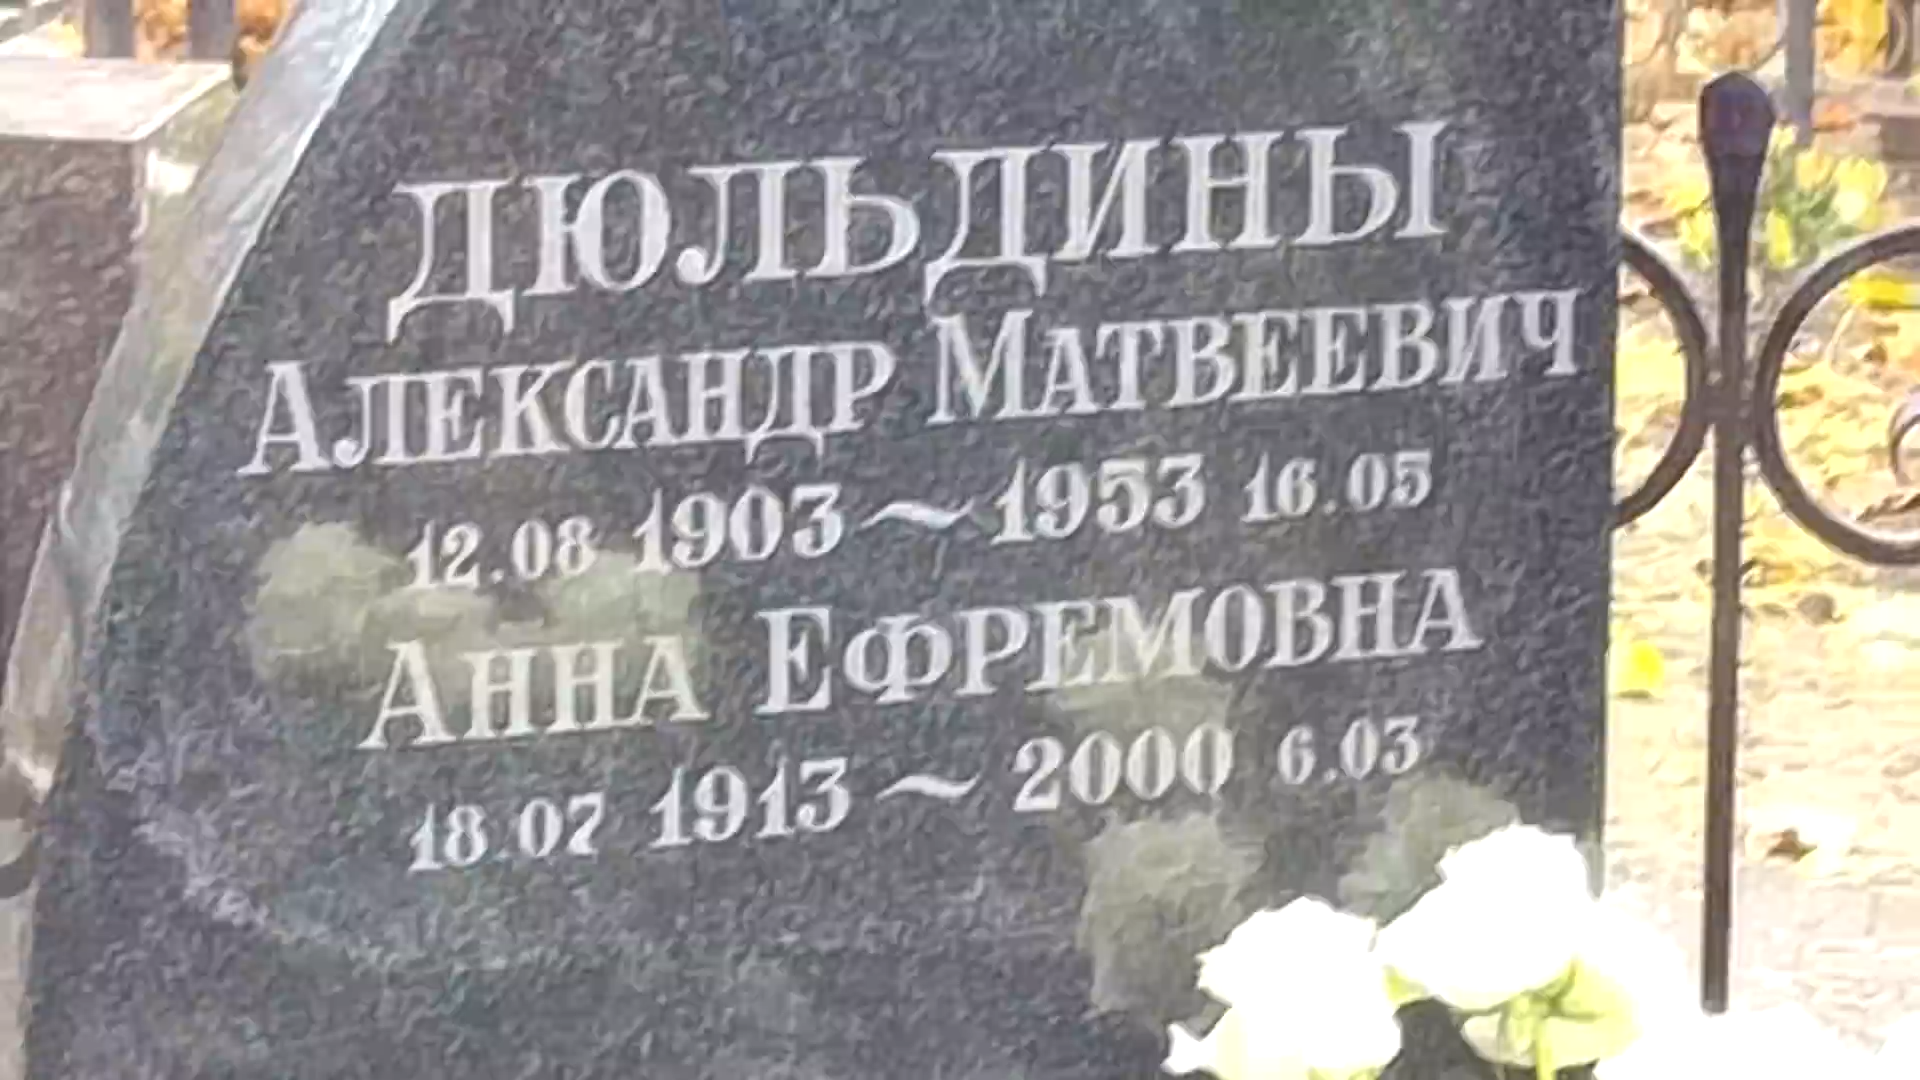 ДЮЛЬДИНЫ
АЛЕКСАНДР МАТВЕЕВИЧ
12.08 1903 ~ 1953 16.05
АННА ЕФРЕМОВНА
18.07 1913 ~ 2000 6.03